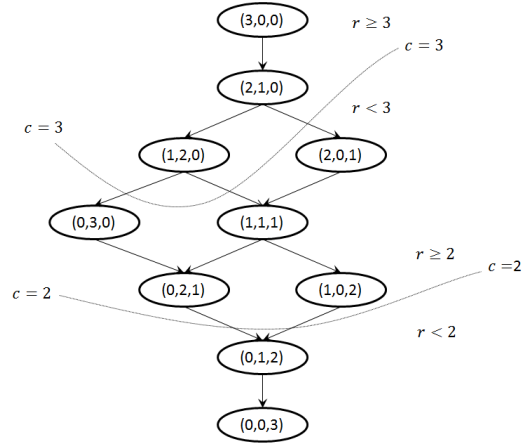 (3,0,0)
r ≥ 3
c = 3
(2,1,0)
r < 3
c = 3
(1,2,0)
(2,0,1)
(0,3,0)
(1,1,1)
r ≥ 2
c =2
c = 2
(0,2,1)
(1,0,2)
r < 2
(0,1,2)
(0,0,3)